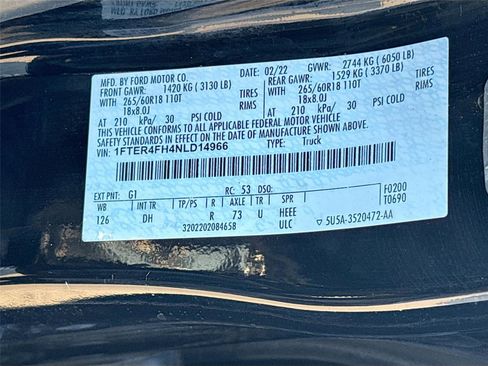 MFD. BY FORD MOTOR CO.
02/22 GVWR: 2744 KG ( 6050 LB)
FRONT GAWR: 1420 KG ( 3130 LB) REAR GAWR: 1529 KG ( 3370 LB)
WITH 265/60R18 110T WITH 265/60R18 110T
18x8.0J RIMS 18x8.0J RIMS
AT 210 kPa/ 30 PSI COLD AT 210 kPa/ 30 PSI COLD
THIS VEHICLE CONFORMS TO ALL APPLICABLE FEDERAL MOTOR VEHICLE
SAFETY STANDARDS IN EFFECT ON THE DATE OF MANUFACTURE SHOWN ABOVE.
VIN: 1FTER4FH4NLD14966 TYPE: Truck
EXT PNT: G1 RC: 53 DSO: F0200
WB BRK INT TR TP/PS R AXLE TR SPR T0690
126 DH R 73 U HEEE
ULC
3202202084658 5U5A-3520472-AA